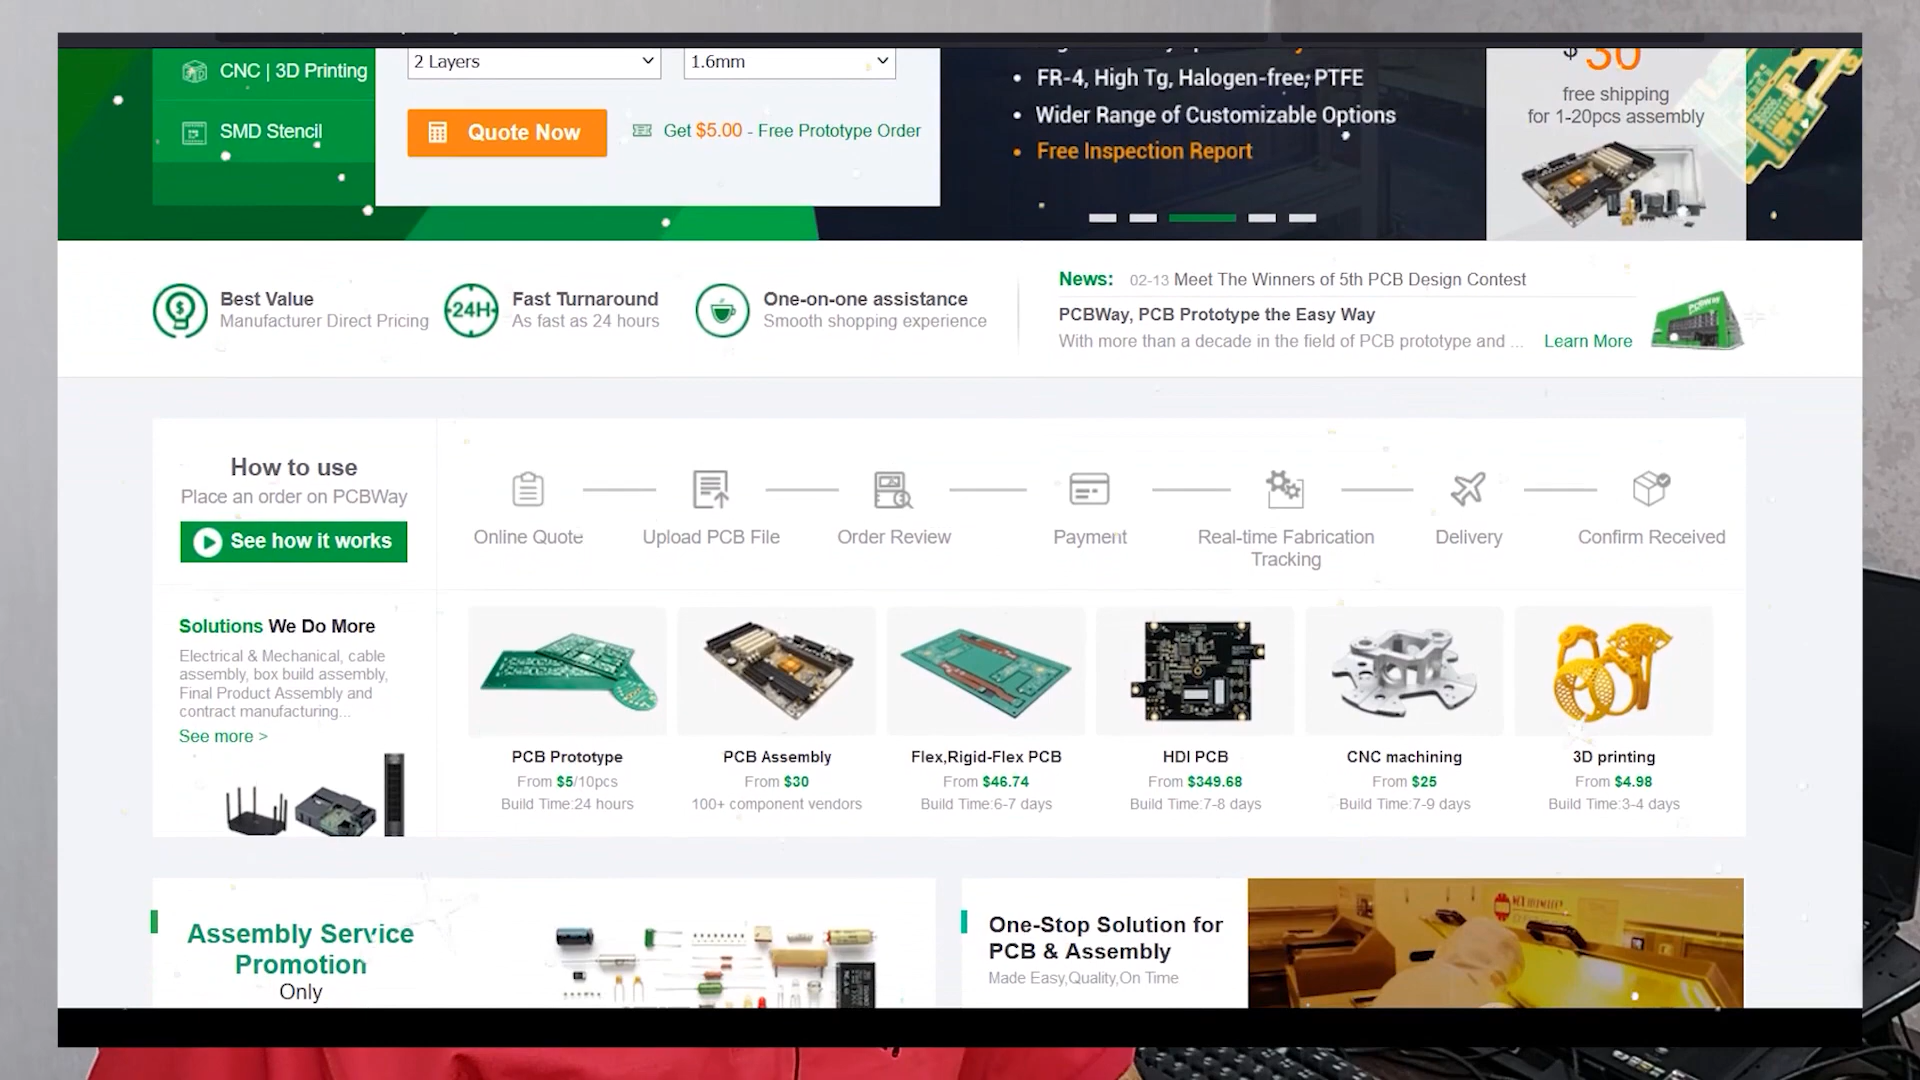 CNC | 3D Printing
SMD Stencil
2 Layers
1.6mm
Quote Now
Get $5.00 - Free Prototype Order
FR-4, High Tg, Halogen-free, PTFE
Wider Range of Customizable Options
Free Inspection Report
$30
free shipping
for 1-20pcs assembly
Best Value
Manufacturer Direct Pricing
24H
Fast Turnaround
As fast as 24 hours
One-on-one assistance
Smooth shopping experience
News: 02-13 Meet The Winners of 5th PCB Design Contest
PCBWay, PCB Prototype the Easy Way
With more than a decade in the field of PCB prototype and ... Learn More
PCBWay
How to use
Place an order on PCBWay
See how it works
Online Quote
Upload PCB File
Order Review
Payment
Real-time Fabrication
Tracking
Delivery
Confirm Received
Solutions We Do More
Electrical & Mechanical, cable
assembly, box build assembly,
Final Product Assembly and
contract manufacturing...
See more >
PCB Prototype
From $5/10pcs
Build Time:24 hours
PCB Assembly
From $30
100+ component vendors
Flex,Rigid-Flex PCB
From $46.74
Build Time:6-7 days
HDI PCB
From $349.68
Build Time:7-8 days
CNC machining
From $25
Build Time:7-9 days
3D printing
From $4.98
Build Time:3-4 days
Assembly Service
Promotion
Only
One-Stop Solution for
PCB & Assembly
Made Easy,Quality,On Time